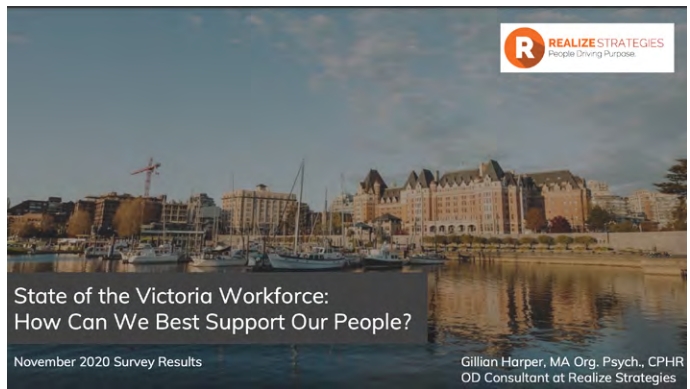 R REALIZE STRATEGIES
People Driving Purpose.
State of the Victoria Workforce:
How Can We Best Support Our People?
November 2020 Survey Results
Gillian Harper, MA Org. Psych., CPHR
OD Consultant at Realize Strategies